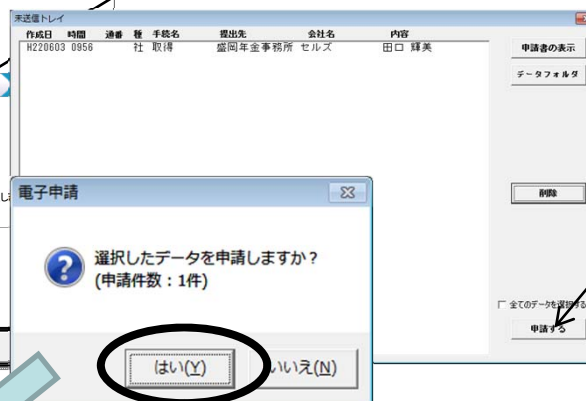 未送信トレイ
作成日 時間 通番 種 手続名 提出先 会社名 内容
H220603 0956 社 取得 盛岡年金事務所 セルズ 田口 輝美
申請書の表示
データフォルダ
削除
電子申請
選択したデータを申請しますか？
(申請件数：1件)
全てのデータを選択する
申請する
はい(Y)
いいえ(N)